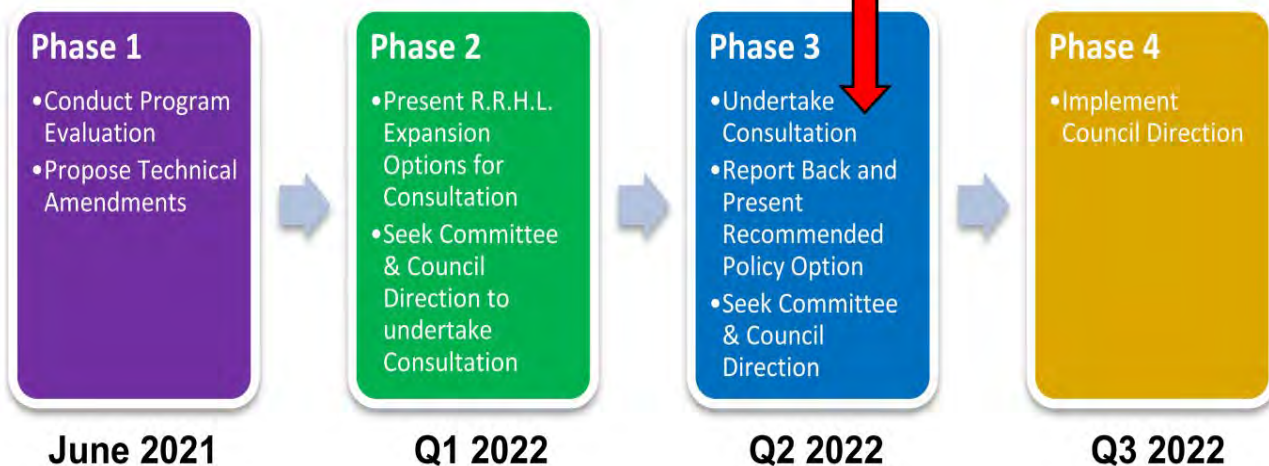 Phase 1
•Conduct Program
Evaluation
•Propose Technical
Amendments
Phase 2
•Present R.R.H.L.
Expansion
Options for
Consultation
•Seek Committee
& Council
Direction to
undertake
Consultation
Phase 3
•Undertake
Consultation
•Report Back and
Present
Recommended
Policy Option
•Seek Committee
& Council
Direction
Phase 4
•Implement
Council Direction
June 2021
Q1 2022
Q2 2022
Q3 2022